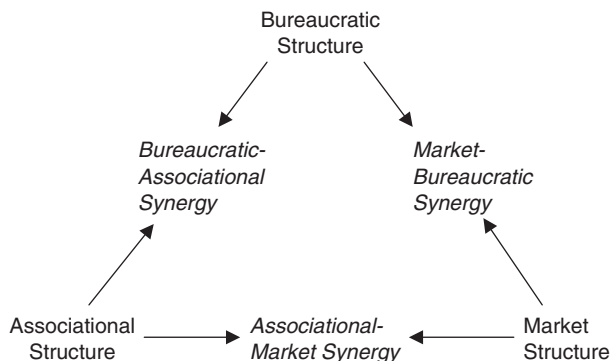 Bureaucratic
Structure
Bureaucratic-
Associational
Synergy
Market-
Bureaucratic
Synergy
Associational
Structure
Associational-
Market Synergy
Market
Structure